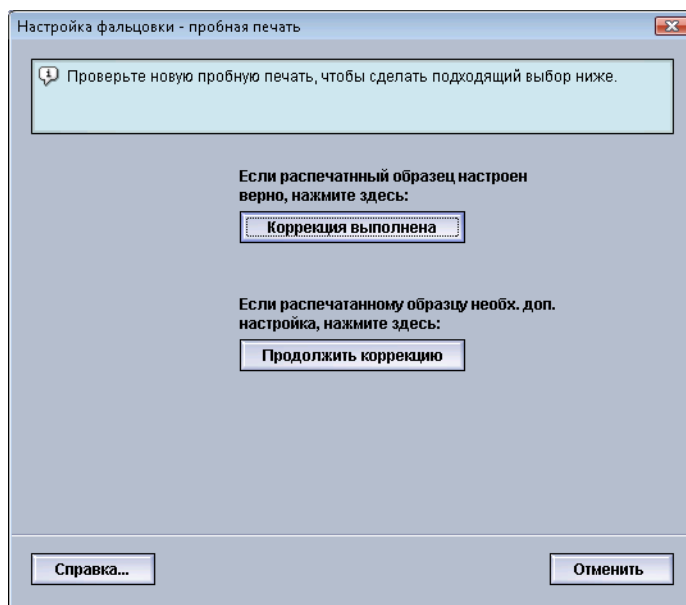 Настройка фальцовки - пробная печать
Проверьте новую пробную печать, чтобы сделать подходящий выбор ниже.
Если распечатнный образец настроен
верно, нажмите здесь:
Коррекция выполнена
Если распечатанному образцу необх. доп.
настройка, нажмите здесь:
Продолжить коррекцию
Справка...
Отменить